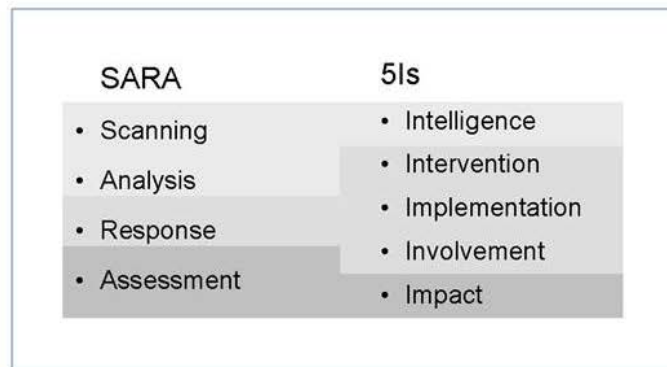 SARA
• Scanning
• Analysis
• Response
• Assessment
5Is
• Intelligence
• Intervention
• Implementation
• Involvement
• Impact